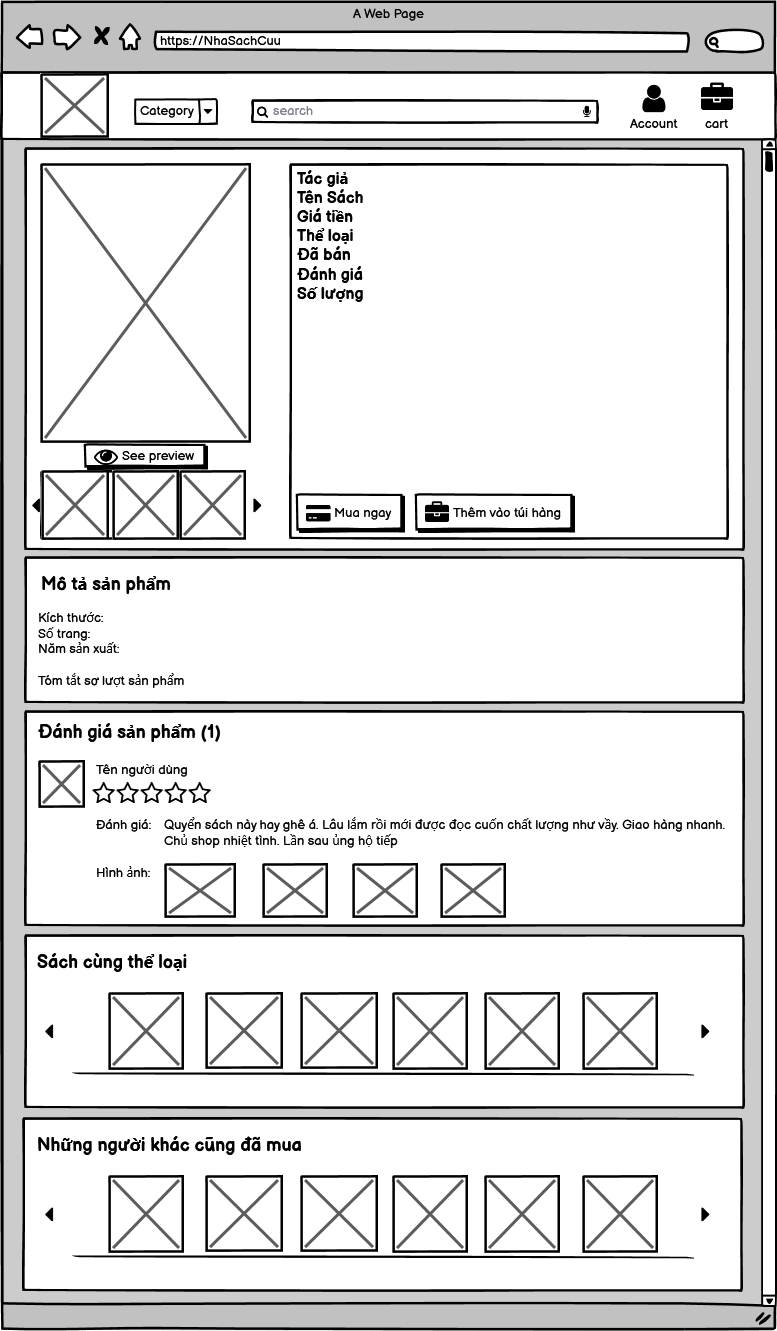 A Web Page
https://NhaSachCuu
Category
search
Account
cart
Tác giả
Tên Sách
Giá tiền
Thể loại
Đã bán
Đánh giá
Số lượng
See preview
Mua ngay
Thêm vào túi hàng
Mô tả sản phẩm
Kích thước:
Số trang:
Năm sản xuất:
Tóm tắt sơ lượt sản phẩm
Đánh giá sản phẩm (1)
Tên người dùng
Đánh giá: Quyển sách này hay ghê á. Lâu lắm rồi mới được đọc cuốn chất lượng như vầy. Giao hàng nhanh.
Chủ shop nhiệt tình. Lần sau ủng hộ tiếp
Hình ảnh:
Sách cùng thể loại
Những người khác cũng đã mua